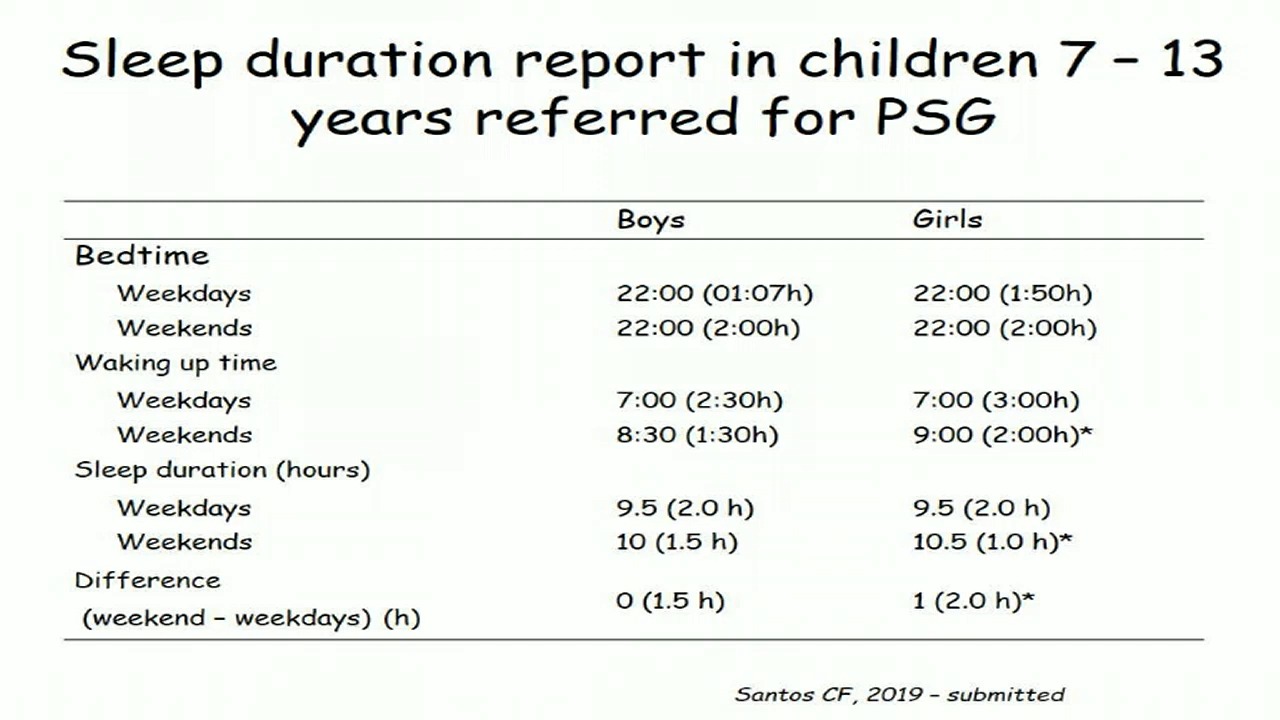 Sleep duration report in children 7 – 13
years referred for PSG
Boys Girls
Bedtime
Weekdays 22:00 (01:07h) 22:00 (1:50h)
Weekends 22:00 (2:00h) 22:00 (2:00h)
Waking up time
Weekdays 7:00 (2:30h) 7:00 (3:00h)
Weekends 8:30 (1:30h) 9:00 (2:00h)*
Sleep duration (hours)
Weekdays 9.5 (2.0 h) 9.5 (2.0 h)
Weekends 10 (1.5 h) 10.5 (1.0 h)*
Difference
(weekend – weekdays) (h) 0 (1.5 h) 1 (2.0 h)*
Santos CF, 2019 – submitted